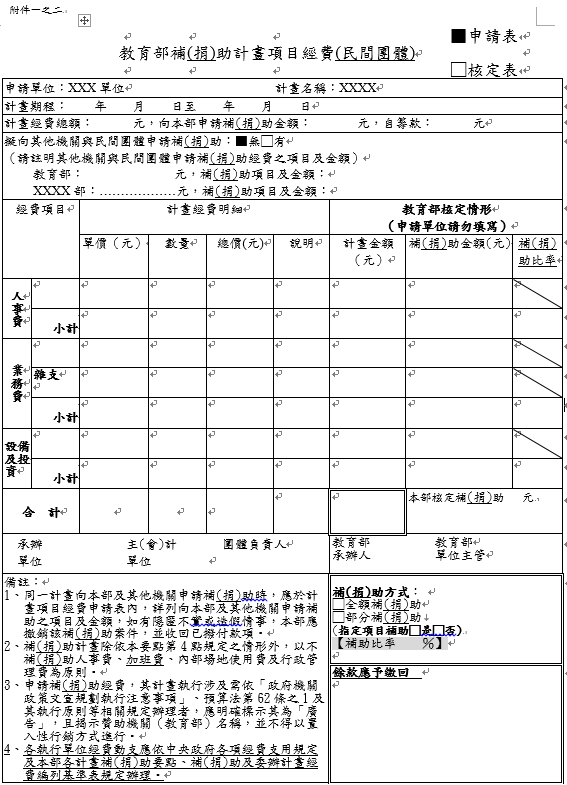 附件一之二
■申請表
教育部補(捐)助計畫項目經費(民間團體)
□核定表
申請單位：XXX 單位 計畫名稱：XXXX
計畫期程： 年 月 日至 年 月 日
計畫經費總額： 元，向本部申請補(捐)助金額： 元，自籌款： 元
擬向其他機關與民間團體申請補(捐)助：■無□有
（請註明其他機關與民間團體申請補(捐)助經費之項目及金額）
教育部： 元，補(捐)助項目及金額：
XXXX 部：………………元，補(捐)助項目及金額：
經費項目 計畫經費明細 教育部核定情形
（申請單位請勿填寫）
單價（元） 數量 總價(元) 說明 計畫金額（元） 補(捐)助金額(元) 補(捐)助比率
人事費
小計
業務費
雜支
小計
設備及投資
小計
合 計 本部核定補(捐)助 元
承辦 主(會)計 團體負責人
單位 單位
教育部 教育部
承辦人 單位主管
備註：
1、同一計畫向本部及其他機關申請補(捐)助時，應於計
畫項目經費申請表內，詳列向本部及其他機關申請補
助之項目及金額，如有隱匿不實或造假情事，本部應
撤銷該補(捐)助案件，並收回已撥付款項。
2、補(捐)助計畫除依本要點第 4 點規定之情形外，以不
補(捐)助人事費、加班費、內部場地使用費及行政管
理費為原則。
3、申請補(捐)助經費，其計畫執行涉及需依「政府機關
政策文宣規劃執行注意事項」、預算法第 62 條之 1 及
其執行原則等相關規定辦理者，應明確標示其為「廣
告」，且揭示贊助機關（教育部）名稱，並不得以置入
性行銷方式進行。
4、各執行單位經費動支應依中央政府各項經費支用規定
及本部各計畫補(捐)助要點、補(捐)助及委辦計畫經
費編列基準表規定辦理。
補(捐)助方式：
□全額補(捐)助
□部分補(捐)助
(指定項目補助□是□否)
【補助比率 %】
餘款應予繳回